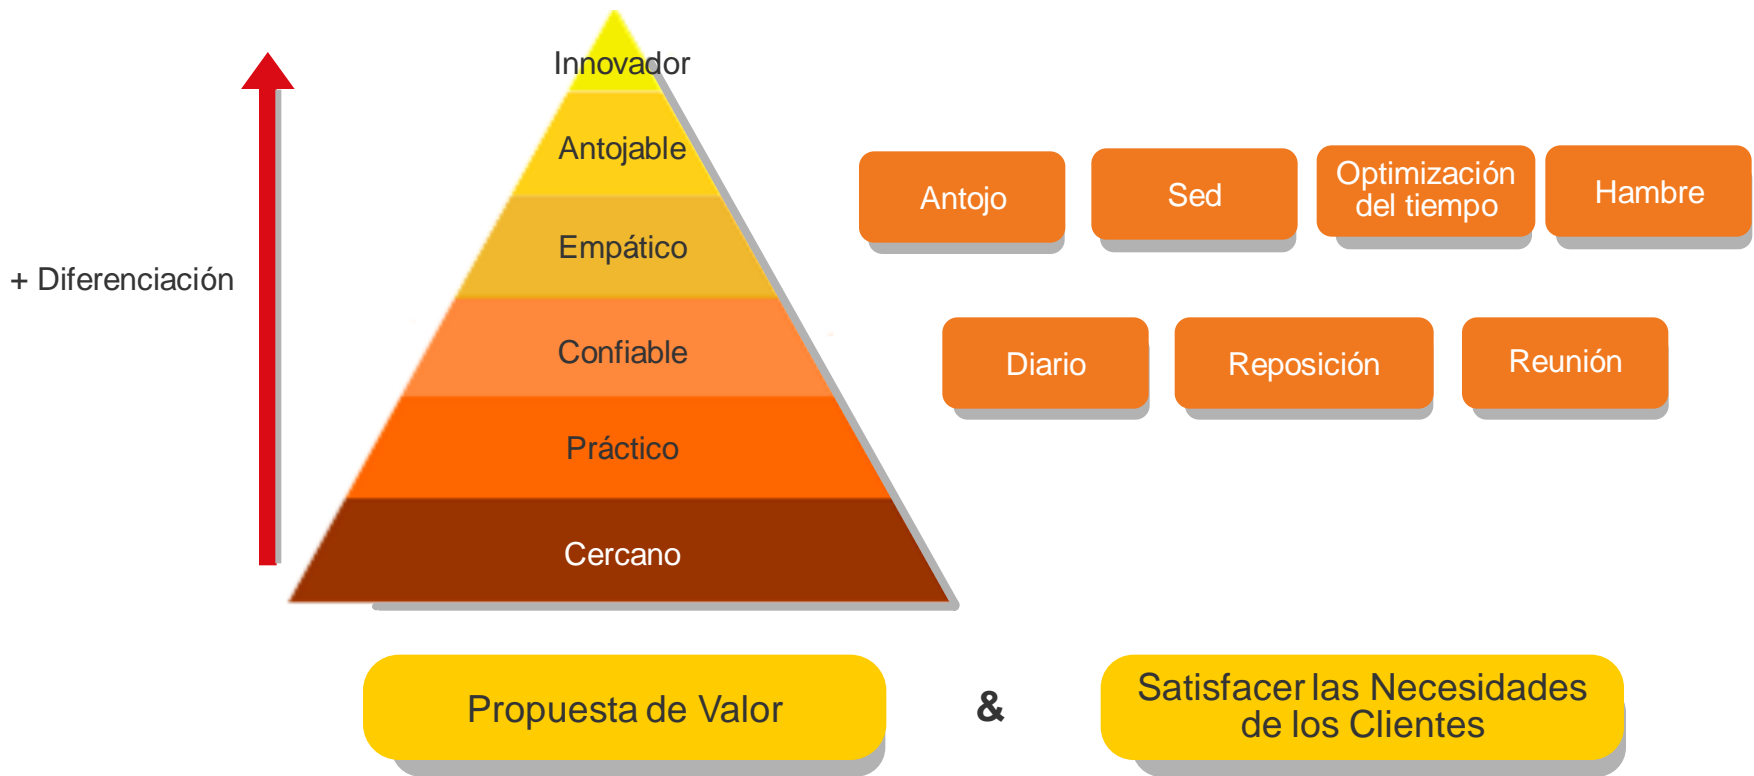 Innovador
Antojable
Empático
Confiable
Práctico
Cercano
+ Diferenciación
Antojo
Sed
Optimización
del tiempo
Hambre
Diario
Reposición
Reunión
Propuesta de Valor
&
Satisfacer las Necesidades
de los Clientes